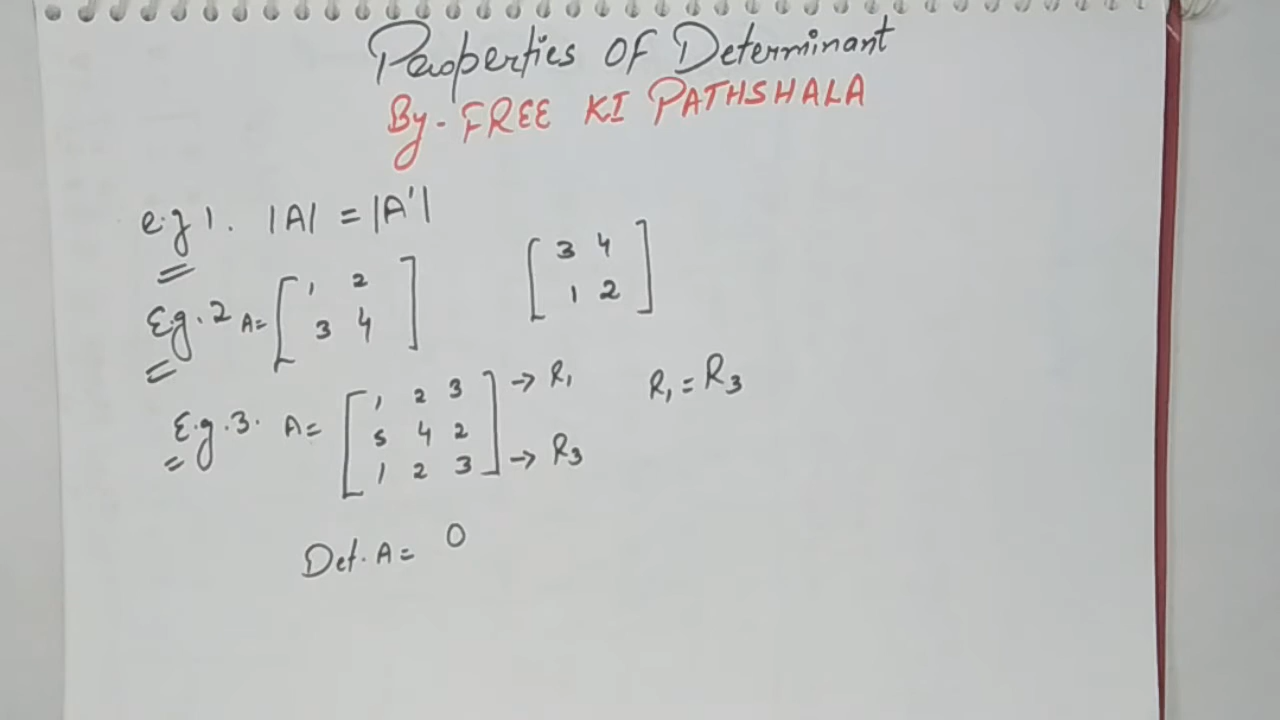 Properties OF Determinant
By- FREE KI PATHSHALA
e.g 1. |A| = |A'|
E.g. 2 A= [ 1 2
3 4 ]
[ 3 4
1 2 ]
E.g. 3. A= [ 1 2 3
5 4 2
1 2 3 ]
→ R₁
→ R₃
R₁ = R₃
Det. A = 0